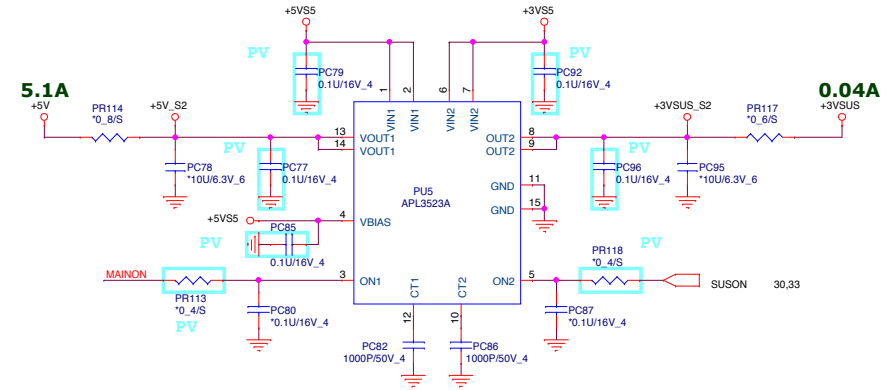 +5VS5
+3VS5
PV
PV
PC79
0.1U/16V_4
PC92
0.1U/16V_4
5.1A
0.04A
+5V
PR114
*0_8/S
+5V_S2
+3VSUS_S2
PR117
*0_6/S
+3VSUS
1
2
6
7
VIN1
VIN1
VIN2
VIN2
13
14
VOUT1
VOUT1
OUT2
OUT2
8
9
PV
PV
PC78
*10U/6.3V_6
PC77
0.1U/16V_4
PC96
0.1U/16V_4
PC95
*10U/6.3V_6
PU5
APL3523A
GND
11
GND
15
+5VS5
4
VBIAS
PC85
PV
0.1U/16V_4
PR118
*0_4/S
PV
MAINON
3
ON1
ON2
5
SUSON
30,33
PR113
*0_4/S
PV
PC80
*0.1U/16V_4
CT1
CT2
12
10
PC87
*0.1U/16V_4
PC82
1000P/50V_4
PC86
1000P/50V_4